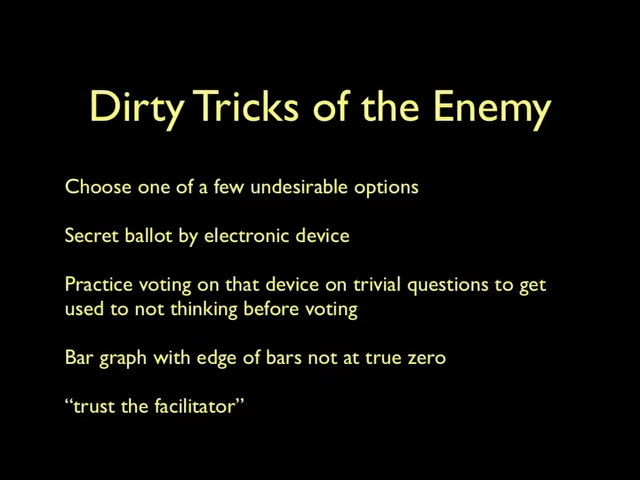 Dirty Tricks of the Enemy
Choose one of a few undesirable options
Secret ballot by electronic device
Practice voting on that device on trivial questions to get
used to not thinking before voting
Bar graph with edge of bars not at true zero
“trust the facilitator”